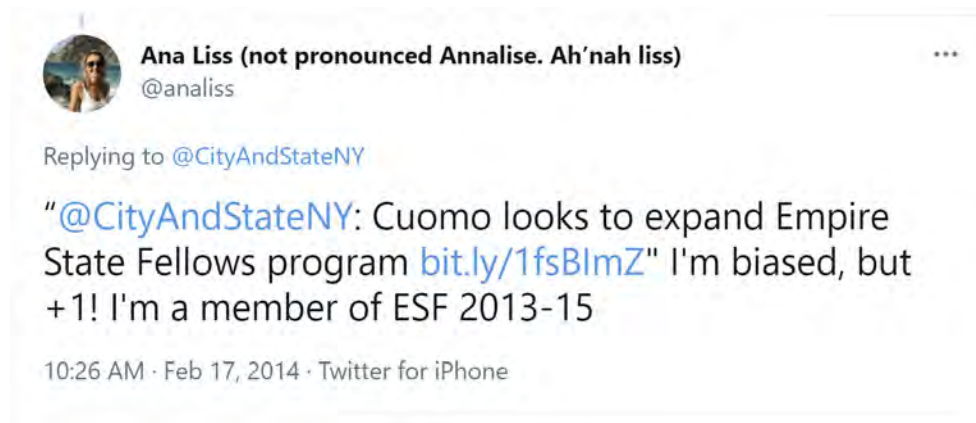 Ana Liss (not pronounced Annalise. Ah’nah liss)
@analiss
Replying to @CityAndStateNY
“@CityAndStateNY: Cuomo looks to expand Empire
State Fellows program bit.ly/1fsBlmZ" I'm biased, but
+1! I'm a member of ESF 2013-15
10:26 AM · Feb 17, 2014 · Twitter for iPhone